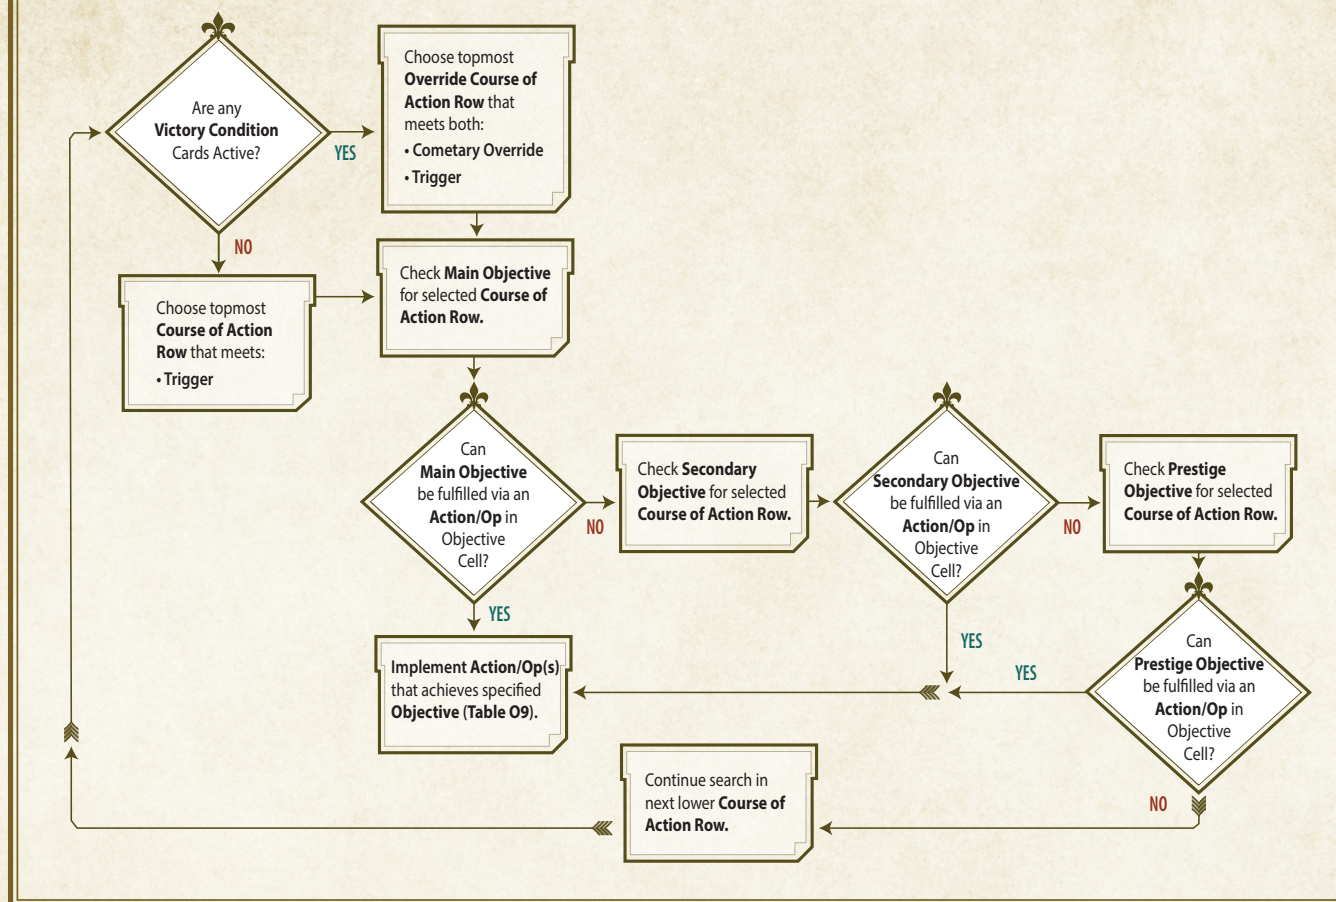 Are any
Victory Condition
Cards Active?
YES
NO
Choose topmost
Override Course of
Action Row that
meets both:
• Cometary Override
• Trigger
Choose topmost
Course of Action
Row that meets:
• Trigger
Check Main Objective
for selected Course of
Action Row.
Can
Main Objective
be fulfilled via an
Action/Op in
Objective
Cell?
NO
YES
Check Secondary
Objective for selected
Course of Action Row.
Can
Secondary Objective
be fulfilled via an
Action/Op in
Objective
Cell?
NO
YES
Check Prestige
Objective for selected
Course of Action Row.
Can
Prestige Objective
be fulfilled via an
Action/Op in
Objective
Cell?
YES
NO
Implement Action/Op(s)
that achieves specified
Objective (Table O9).
Continue search in
next lower Course of
Action Row.